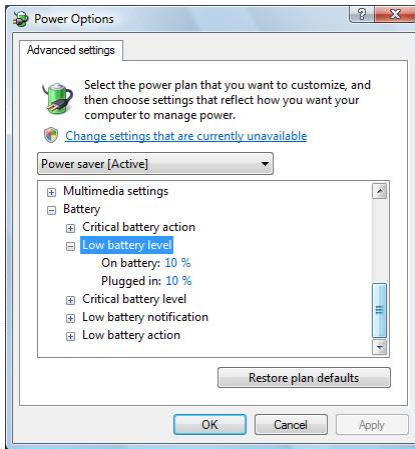 Power Options
Advanced settings
Select the power plan that you want to customize, and
then choose settings that reflect how you want your
computer to manage power.
Change settings that are currently unavailable
Power saver [Active]
Multimedia settings
Battery
Critical battery action
Low battery level
On battery: 10 %
Plugged in: 10 %
Critical battery level
Low battery notification
Low battery action
Restore plan defaults
OK Cancel Apply